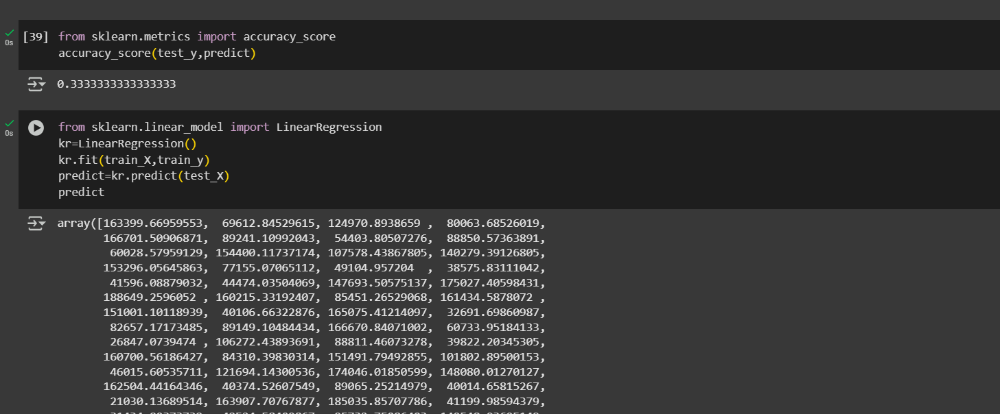 0s
[39] from sklearn.metrics import accuracy_score
accuracy_score(test_y,predict)
0.3333333333333333
0s
from sklearn.linear_model import LinearRegression
kr=LinearRegression()
kr.fit(train_X,train_y)
predict=kr.predict(test_X)
predict
array([163399.66959553,  69612.84529615, 124970.8938659 ,  80063.68526019,
166701.50906871,  89241.10992043,  54403.80507276,  88850.57363891,
60028.57959129, 154400.11737174, 107578.43867805, 140279.39126805,
153296.05645863,  77155.07065112,  49104.957204  ,  38575.83111042,
41596.08879032,  44474.03504069, 147693.50575137, 175027.40598431,
188649.2596052 , 160215.33192407,  85451.26529068, 161434.5878072 ,
151001.10118939,  40106.66322876, 165075.41214097,  32691.69860987,
82657.17173485,  89149.10484434, 166670.84071002,  60733.95184133,
26847.0739474 , 106272.43893691,  88811.46073278,  39822.20345305,
160700.56186427,  84310.39830314, 151491.79492855, 101802.89500153,
46015.60535711, 121694.14300536, 174046.01850599, 148080.01270127,
162504.44164346,  40374.52607549,  89065.25214979,  40014.65815267,
21030.13689514, 163907.70767877, 185035.85707786,  41199.98594379,